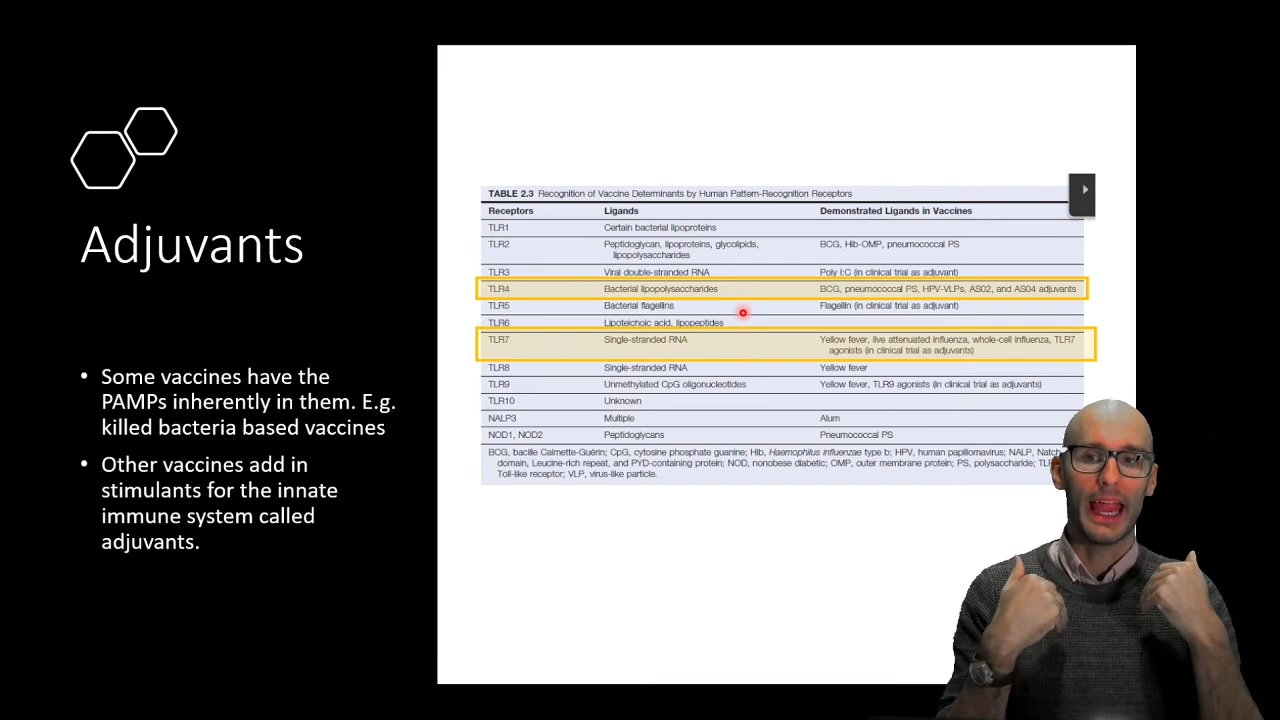 Adjuvants
• Some vaccines have the
PAMPs inherently in them. E.g.
killed bacteria based vaccines
• Other vaccines add in
stimulants for the innate
immune system called
adjuvants.
TABLE 2.3 Recognition of Vaccine Determinants by Human Pattern-Recognition Receptors
Receptors Ligands Demonstrated Ligands in Vaccines
TLR1 Certain bacterial lipoproteins
TLR2 Peptidoglycan, lipoproteins, glycolipids, BCG, Hib-OMP, pneumococcal PS
lipopolysaccharides
TLR3 Viral double-stranded RNA Poly I:C (in clinical trial as adjuvant)
TLR4 Bacterial lipopolysaccharides BCG, pneumococcal PS, HPV-VLPs, AS02, and AS04 adjuvants
TLR5 Bacterial flagellins Flagellin (in clinical trial as adjuvant)
TLR6 Lipoteichoic acid, lipopeptides
TLR7 Single-stranded RNA Yellow fever, live attenuated influenza, whole-cell influenza, TLR7
agonists (in clinical trial as adjuvants)
TLR8 Single-stranded RNA Yellow fever
TLR9 Unmethylated CpG oligonucleotides Yellow fever, TLR9 agonists (in clinical trial as adjuvants)
TLR10 Unknown
NALP3 Multiple Alum
NOD1, NOD2 Peptidoglycans Pneumococcal PS
BCG, bacille Calmette-Guérin; CpG, cytosine phosphate guanine; Hib, Haemophilus influenzae type b; HPV, human papillomavirus; NALP,
domain, Leucine-rich repeat, and PYD-containing protein; NOD, nonobese diabetic; OMP, outer membrane protein; PS, polysaccharide;
Toll-like receptor; VLP, virus-like particle.